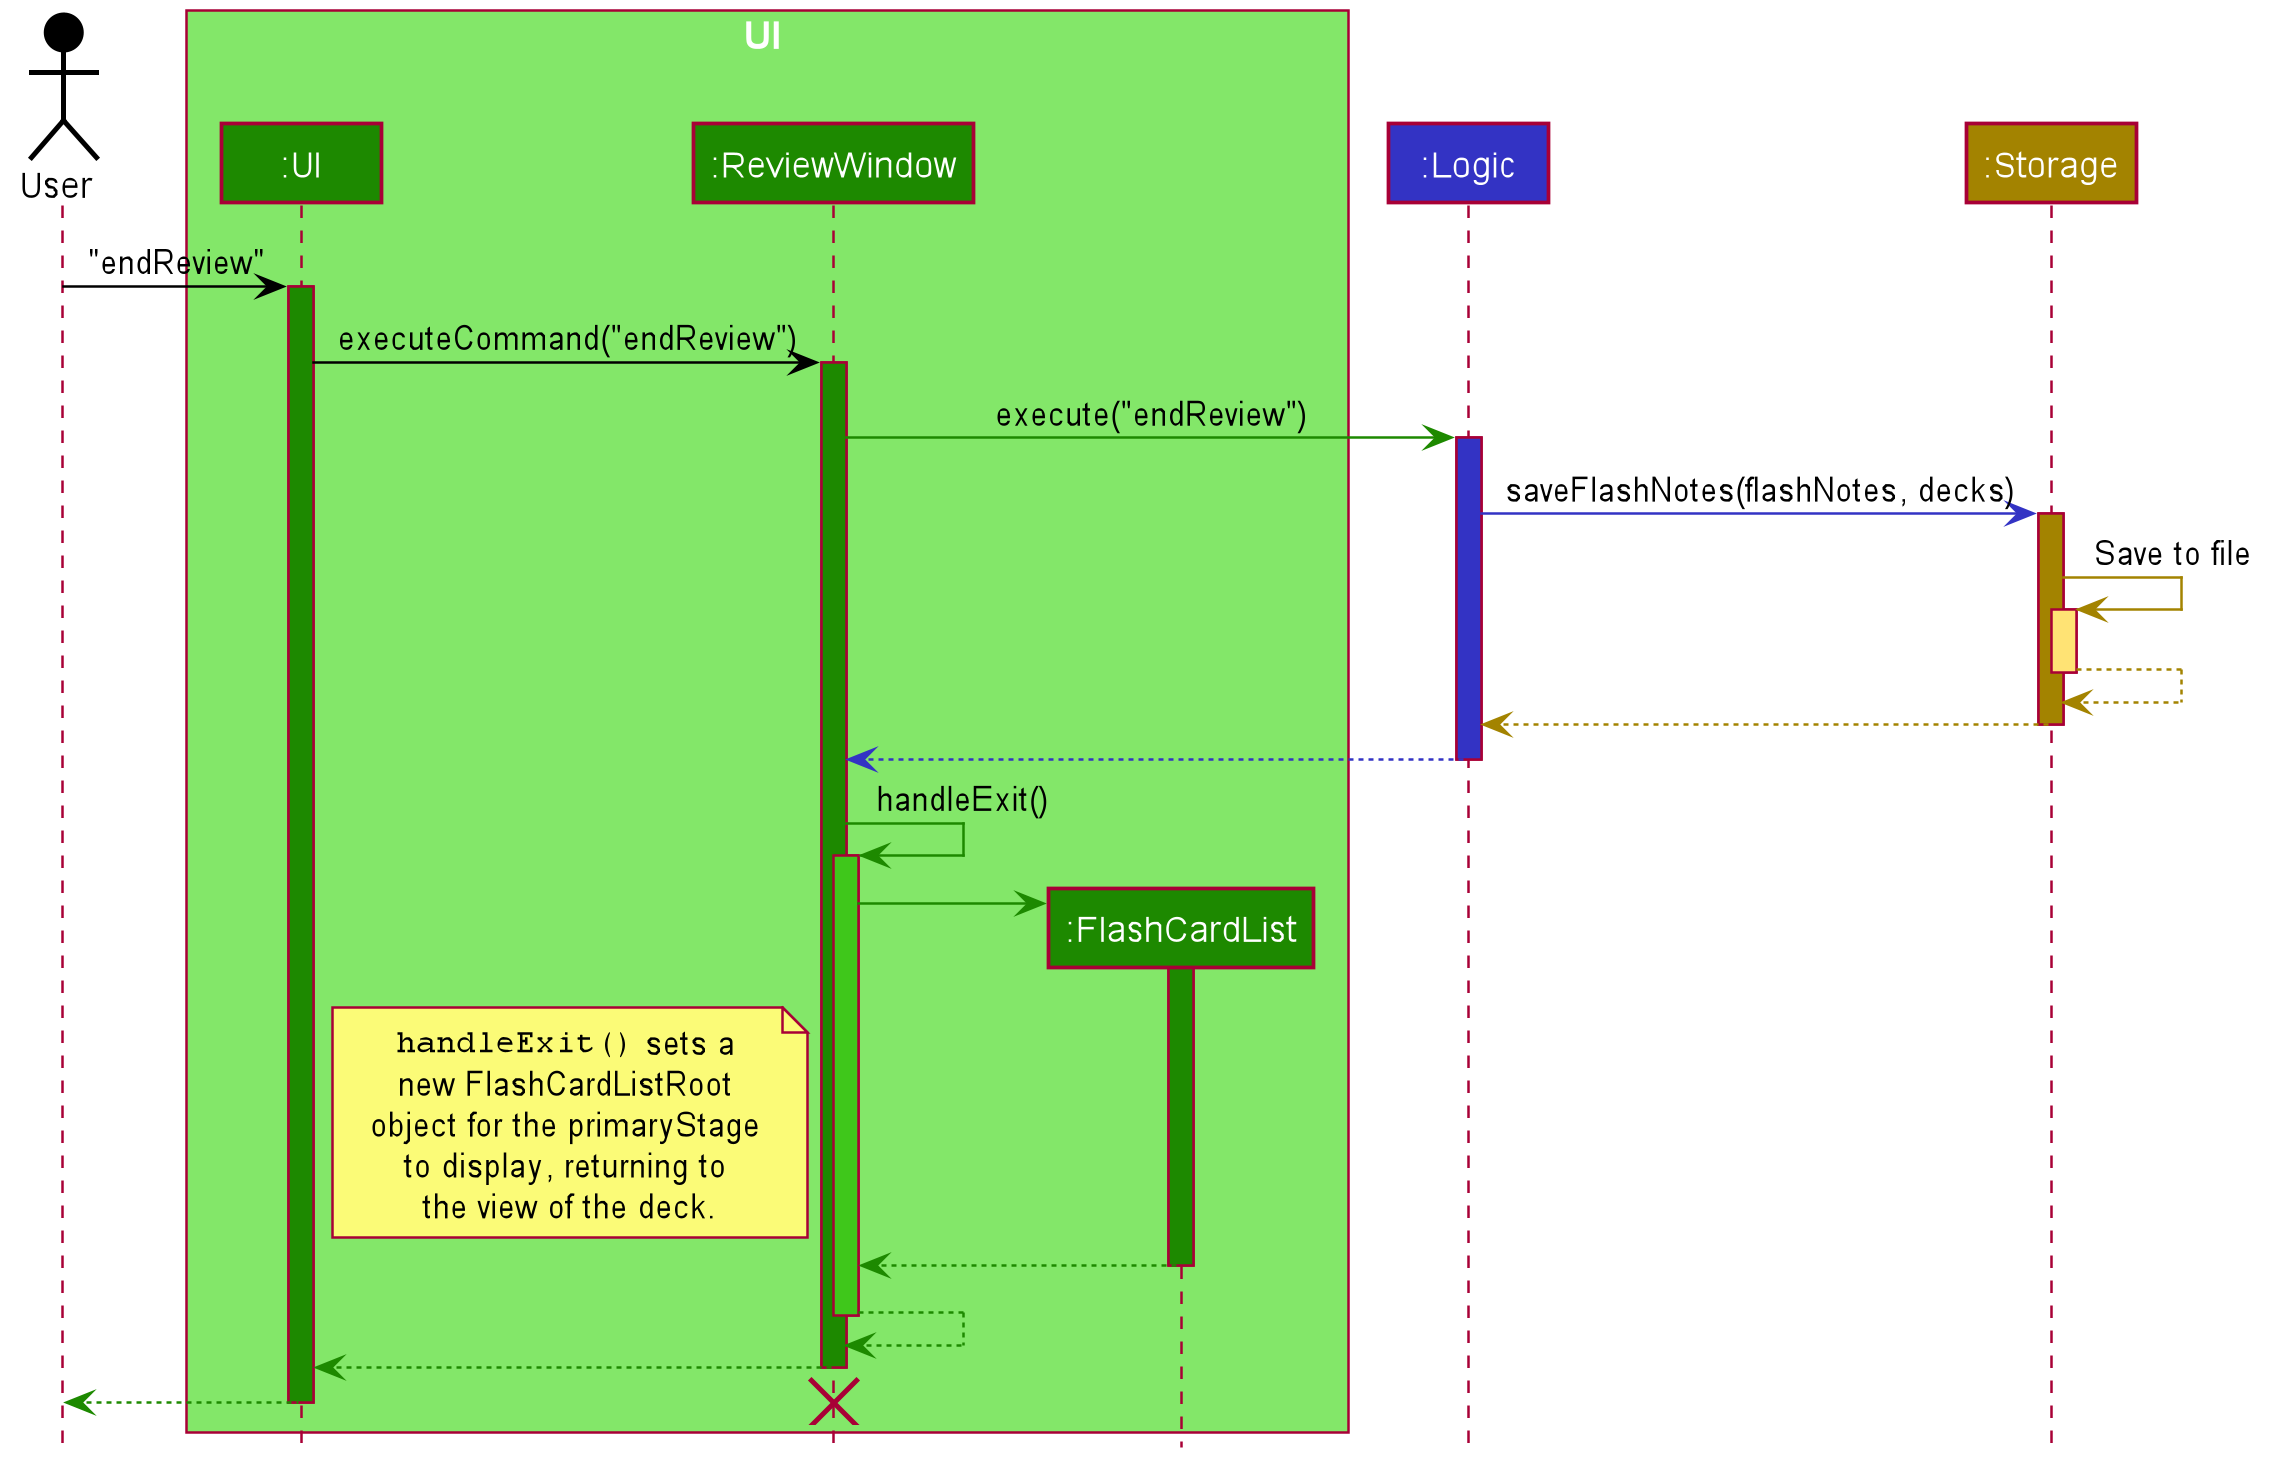 UI
User
:UI
:ReviewWindow
:Logic
:Storage
"endReview"
executeCommand("endReview")
execute("endReview")
saveFlashNotes(flashNotes, decks)
Save to file
handleExit()
:FlashCardList
handleExit() sets a
new FlashCardListRoot
object for the primaryStage
to display, returning to
the view of the deck.